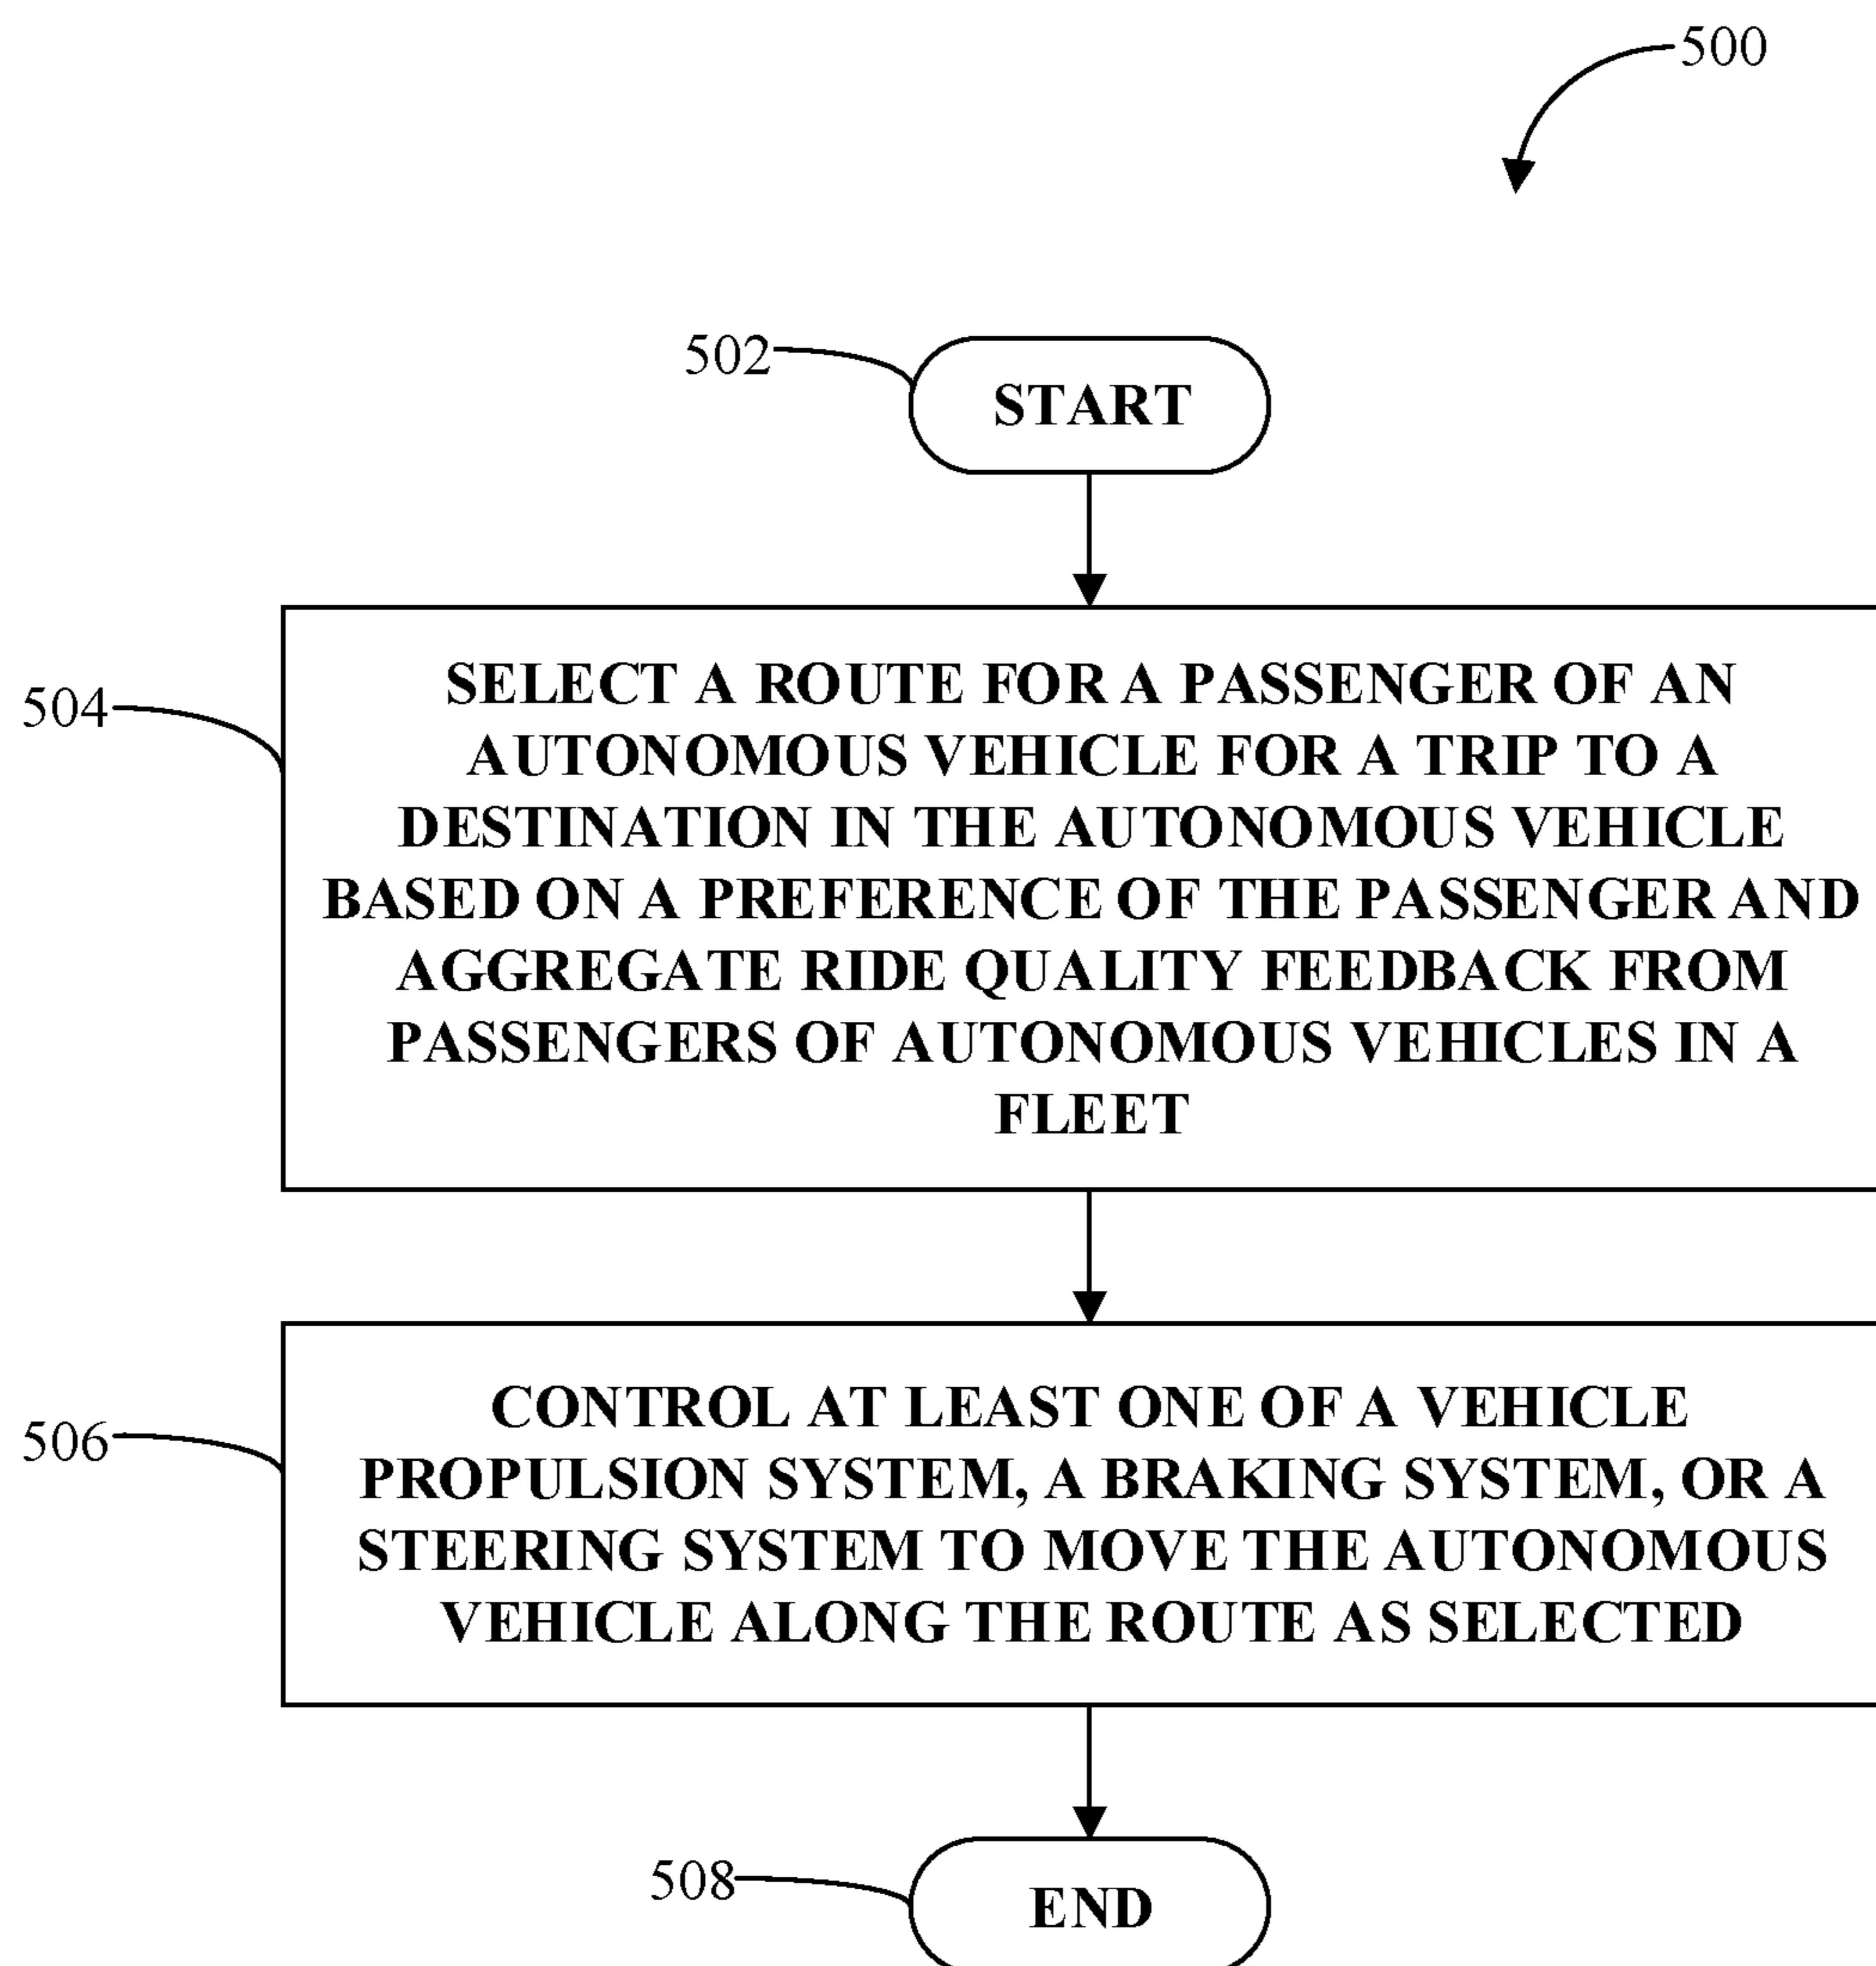 500
502
START
504
SELECT A ROUTE FOR A PASSENGER OF AN
AUTONOMOUS VEHICLE FOR A TRIP TO A
DESTINATION IN THE AUTONOMOUS VEHICLE
BASED ON A PREFERENCE OF THE PASSENGER AND
AGGREGATE RIDE QUALITY FEEDBACK FROM
PASSENGERS OF AUTONOMOUS VEHICLES IN A
FLEET
506
CONTROL AT LEAST ONE OF A VEHICLE
PROPULSION SYSTEM, A BRAKING SYSTEM, OR A
STEERING SYSTEM TO MOVE THE AUTONOMOUS
VEHICLE ALONG THE ROUTE AS SELECTED
508
END